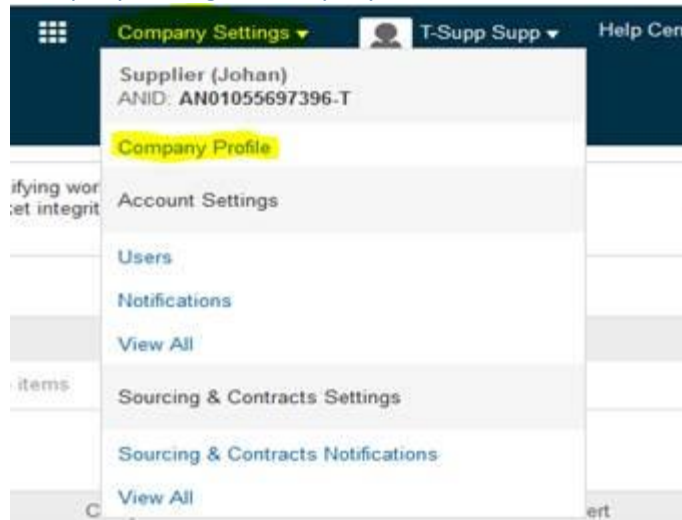 Company Settings ▾ T-Supp Supp ▾ Help Cen
Supplier (Johan)
ANID: AN01055697396-T
Company Profile
ifying wor
et integrit
Account Settings
Users
Notifications
View All
items
Sourcing & Contracts Settings
Sourcing & Contracts Notifications
View All
C
ert